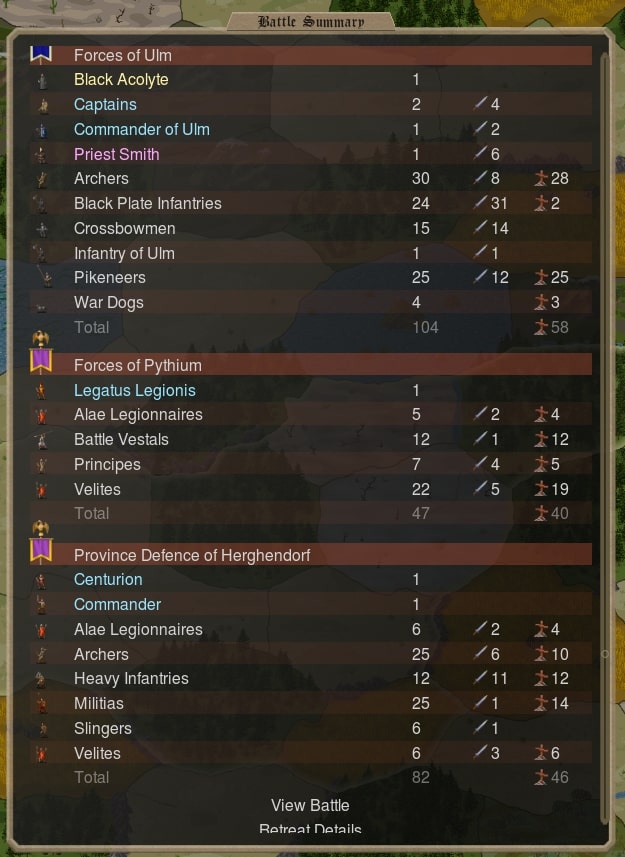 Battle Summary
Forces of Ulm
Black Acolyte 1
Captains 2 4
Commander of Ulm 1 2
Priest Smith 1 6
Archers 30 8 28
Black Plate Infantries 24 31 2
Crossbowmen 15 14
Infantry of Ulm 1 1
Pikeneers 25 12 25
War Dogs 4 3
Total 104 58
Forces of Pythium
Legatus Legionis 1
Alae Legionnaires 5 2 4
Battle Vestals 12 1 12
Principes 7 4 5
Velites 22 5 19
Total 47 40
Province Defence of Herghendorf
Centurion 1
Commander 1
Alae Legionnaires 6 2 4
Archers 25 6 10
Heavy Infantries 12 11 12
Militias 25 1 14
Slingers 6 1
Velites 6 3 6
Total 82 46
View Battle
Retreat Details